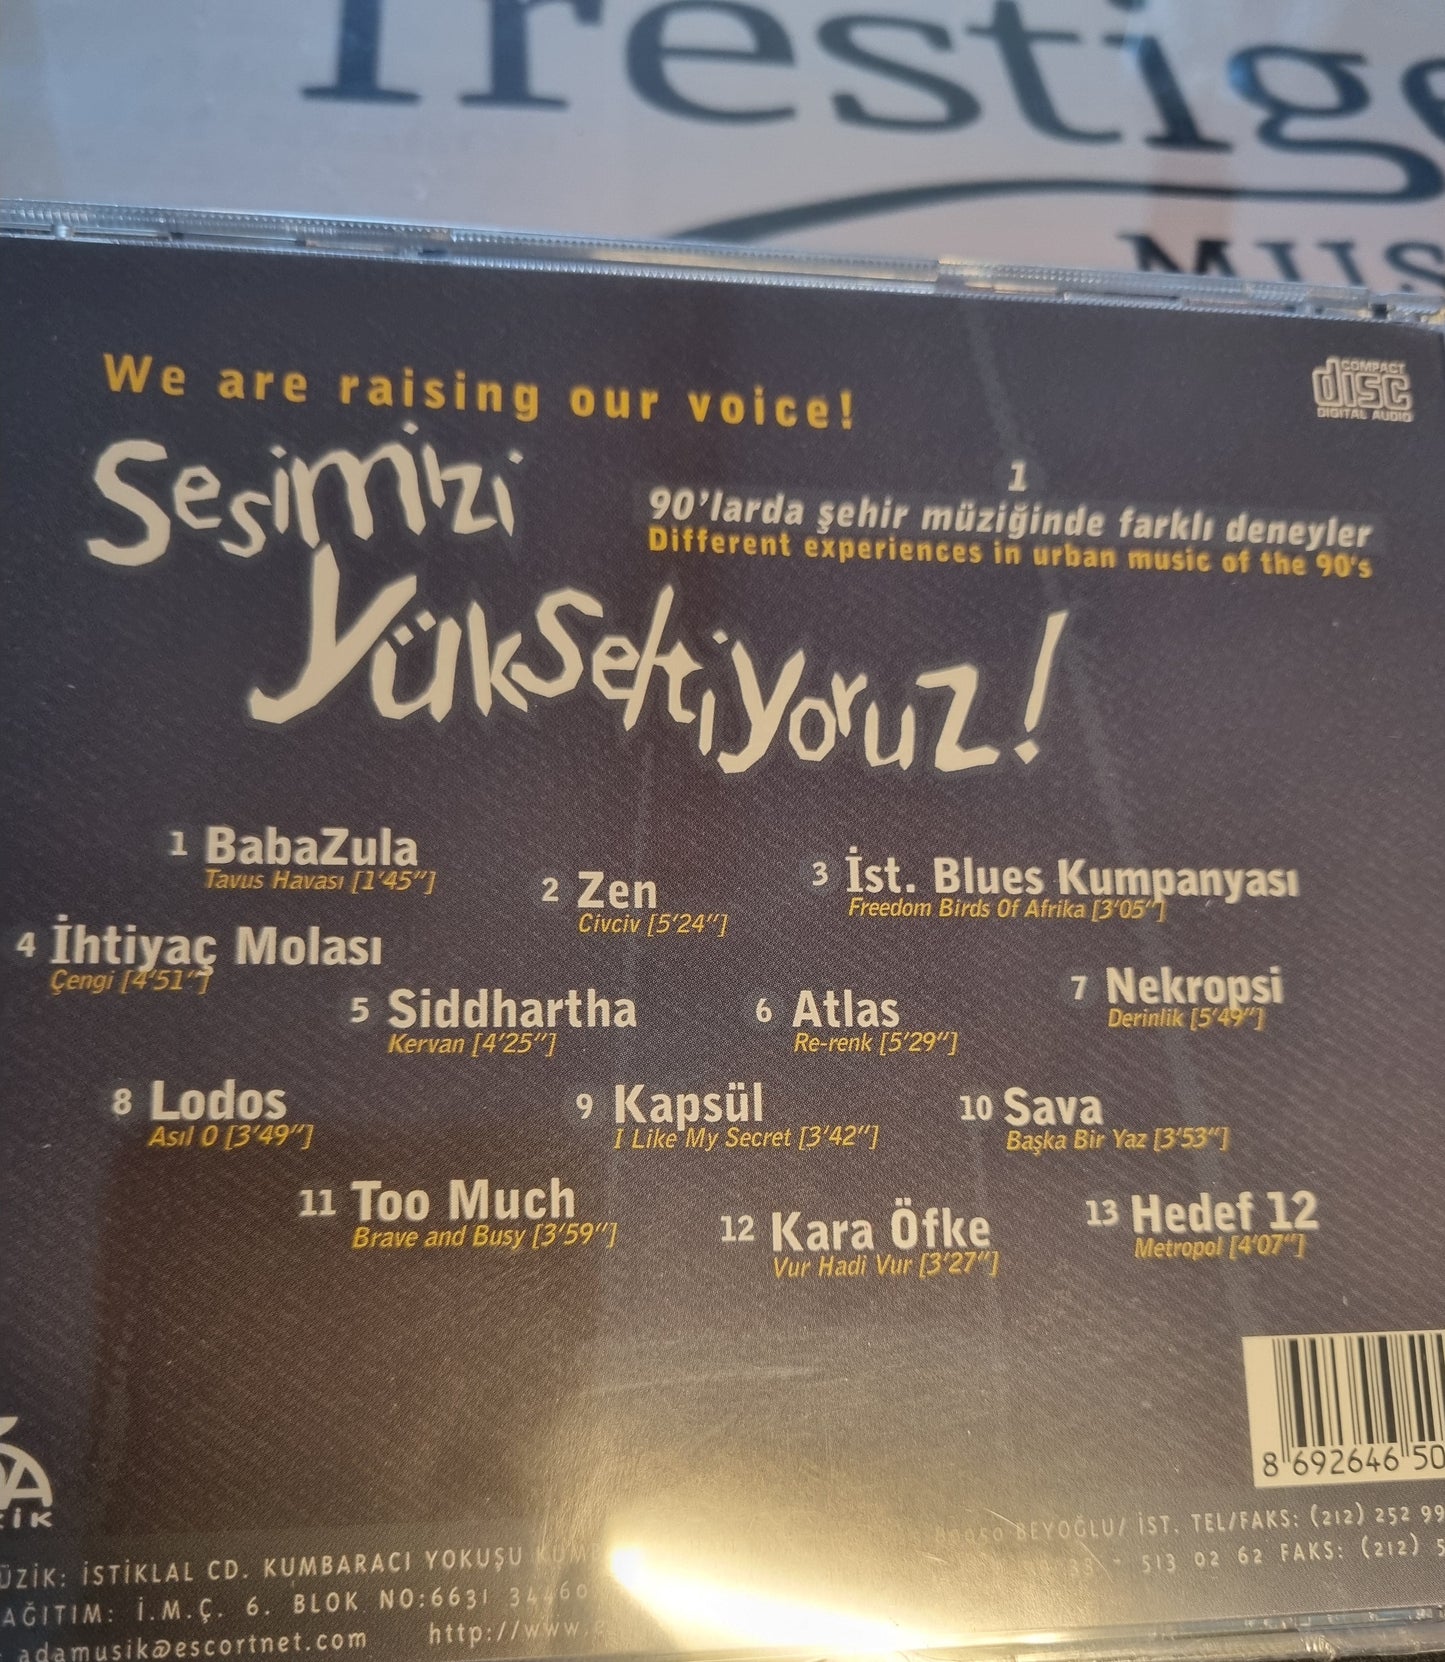 Prestige
MUS
COMPACT
disc
DIGITAL AUDIO
We are raising our voice!
Sesimizi
Yükseltiyoruz!
1
90'larda şehir müziğinde farklı deneyler
Different experiences in urban music of the 90's
1 BabaZula
Tavus Havası [1'45"]
2 Zen
Civciv [5'24"]
3 İst. Blues Kumpanyası
Freedom Birds Of Afrika [3'05"]
4 İhtiyaç Molası
Çengi [4'51"]
5 Siddhartha
Kervan [4'25"]
6 Atlas
Re-renk [5'29"]
7 Nekropsi
Derinlik [5'49"]
8 Lodos
Asıl O [3'49"]
9 Kapsül
I Like My Secret [3'42"]
10 Sava
Başka Bir Yaz [3'53"]
11 Too Much
Brave and Busy [3'59"]
12 Kara Öfke
Vur Hadi Vur [3'27"]
13 Hedef 12
Metropol [4'07"]
8 692646 50
ÜZİK: İSTİKLAL CD. KUMBARACI YOKUŞU BEYOĞLU/ İST. TEL/FAKS: (212) 252 99
AĞITIM: İ.M.Ç. 6. BLOK NO:6631 34460 513 02 62 FAKS: (212) 5
adamusik@escortnet.com http://www.